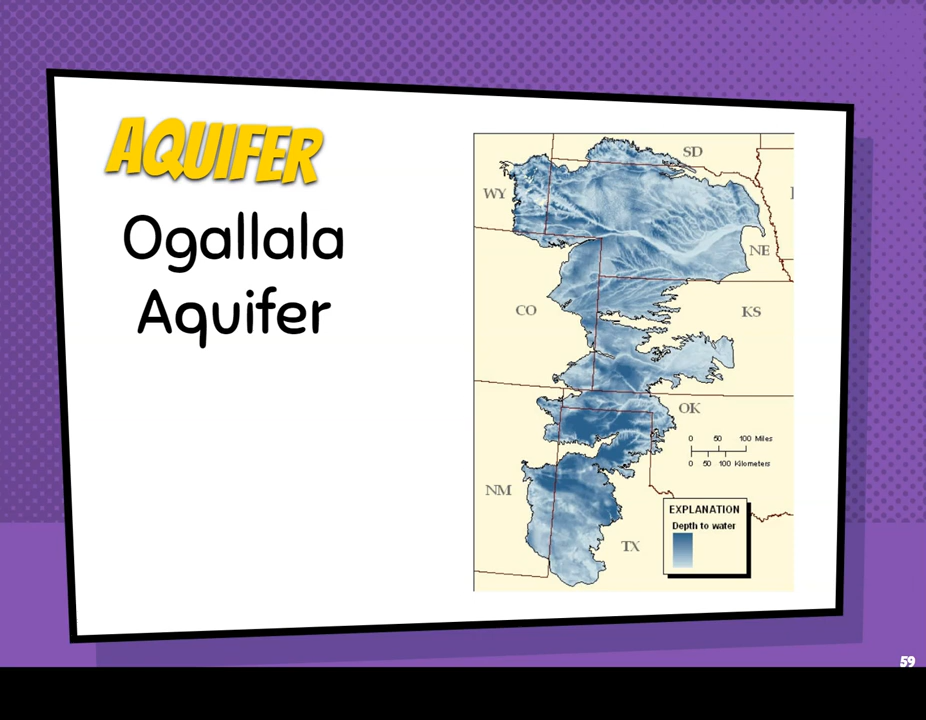 AQUIFER
Ogallala
Aquifer
SD
WY
NE
CO
KS
OK
0 50 100 Miles
0 50 100 Kilometers
NM
EXPLANATION
Depth to water
TX
59